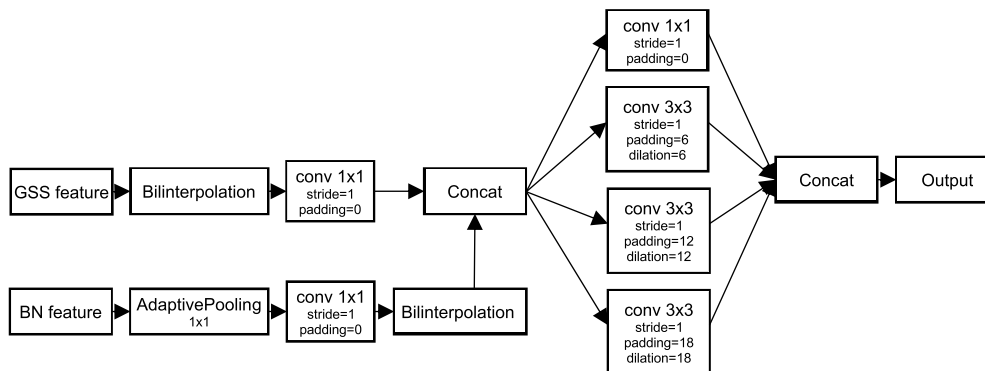 GSS feature
Bilinterpolation
conv 1x1
stride=1
padding=0
Concat
BN feature
AdaptivePooling
1x1
conv 1x1
stride=1
padding=0
Bilinterpolation
conv 1x1
stride=1
padding=0
conv 3x3
stride=1
padding=6
dilation=6
conv 3x3
stride=1
padding=12
dilation=12
conv 3x3
stride=1
padding=18
dilation=18
Concat
Output